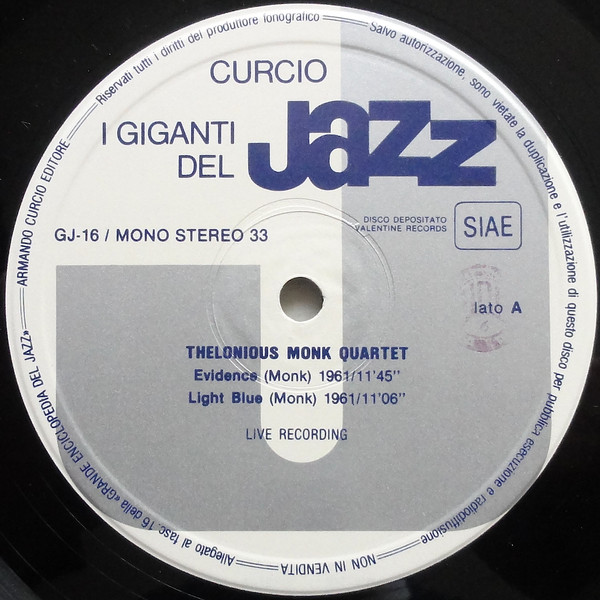 CURCIO
I GIGANTI
DEL
Jazz
GJ-16 / MONO STEREO 33
DISCO DEPOSITATO
VALENTINE RECORDS
SIAE
lato A
THELONIOUS MONK QUARTET
Evidence (Monk) 1961/11'45''
Light Blue (Monk) 1961/11'06''
LIVE RECORDING
Riservati tutti i diritti del produttore fonografico
Salvo autorizzazione, sono vietate la duplicazione e l'utilizzazione di questo disco per pubblica esecuzione e radiodiffusione
NON IN VENDITA
Allegato al fasc. 16 della «GRANDE ENCICLOPEDIA DEL JAZZ»
ARMANDO CURCIO EDITORE